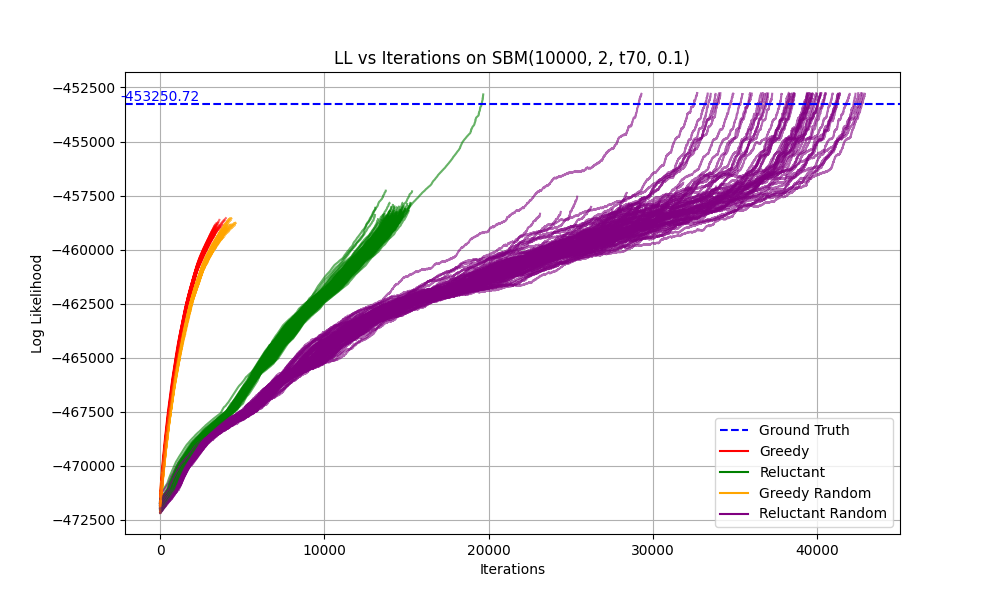 LL vs Iterations on SBM(10000, 2, t70, 0.1)
Log Likelihood
−452500
−455000
−457500
−460000
−462500
−465000
−467500
−470000
−472500
-453250.72
Ground Truth
Greedy
Reluctant
Greedy Random
Reluctant Random
0 10000 20000 30000 40000
Iterations